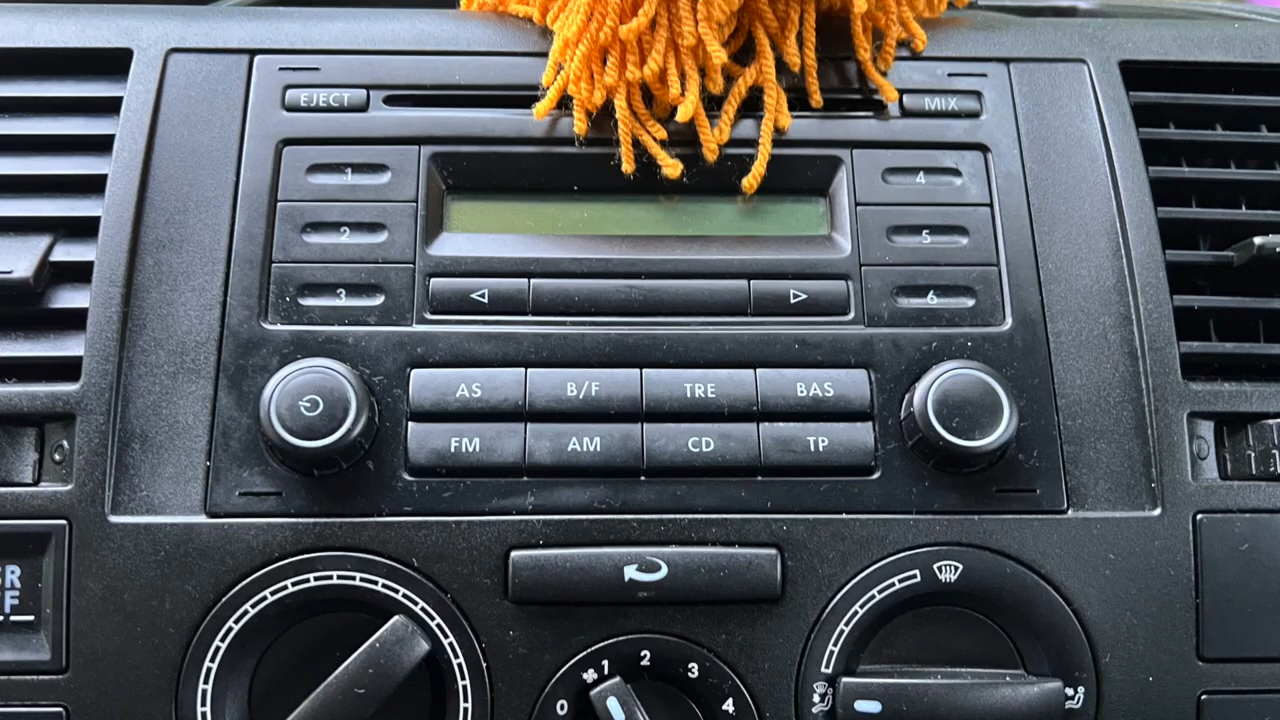 EJECT MIX
1 4
2 5
3 6
AS B/F TRE BAS
FM AM CD TP
0 1 2 3 4